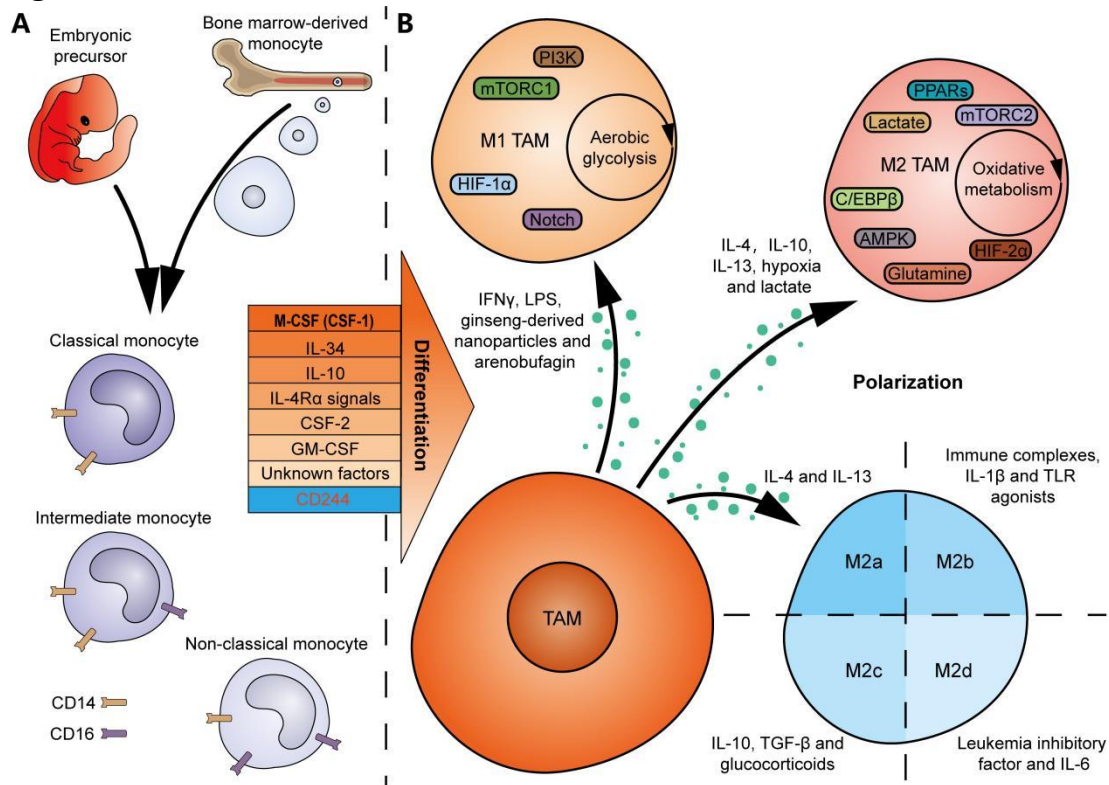 A
Embryonic
precursor
Bone marrow-derived
monocyte
Classical monocyte
Intermediate monocyte
Non-classical monocyte
CD14
CD16
M-CSF (CSF-1)
IL-34
IL-10
IL-4Rα signals
CSF-2
GM-CSF
Unknown factors
CD244
Differentiation
B
PI3K
mTORC1
M1 TAM
Aerobic
glycolysis
HIF-1α
Notch
PPARs
Lactate
mTORC2
M2 TAM
Oxidative
metabolism
C/EBPβ
AMPK
HIF-2α
Glutamine
IFNγ, LPS,
ginseng-derived
nanoparticles and
arenobufagin
IL-4, IL-10,
IL-13, hypoxia
and lactate
Polarization
TAM
IL-4 and IL-13
Immune complexes,
IL-1β and TLR
agonists
M2a
M2b
M2c
M2d
IL-10, TGF-β and
glucocorticoids
Leukemia inhibitory
factor and IL-6